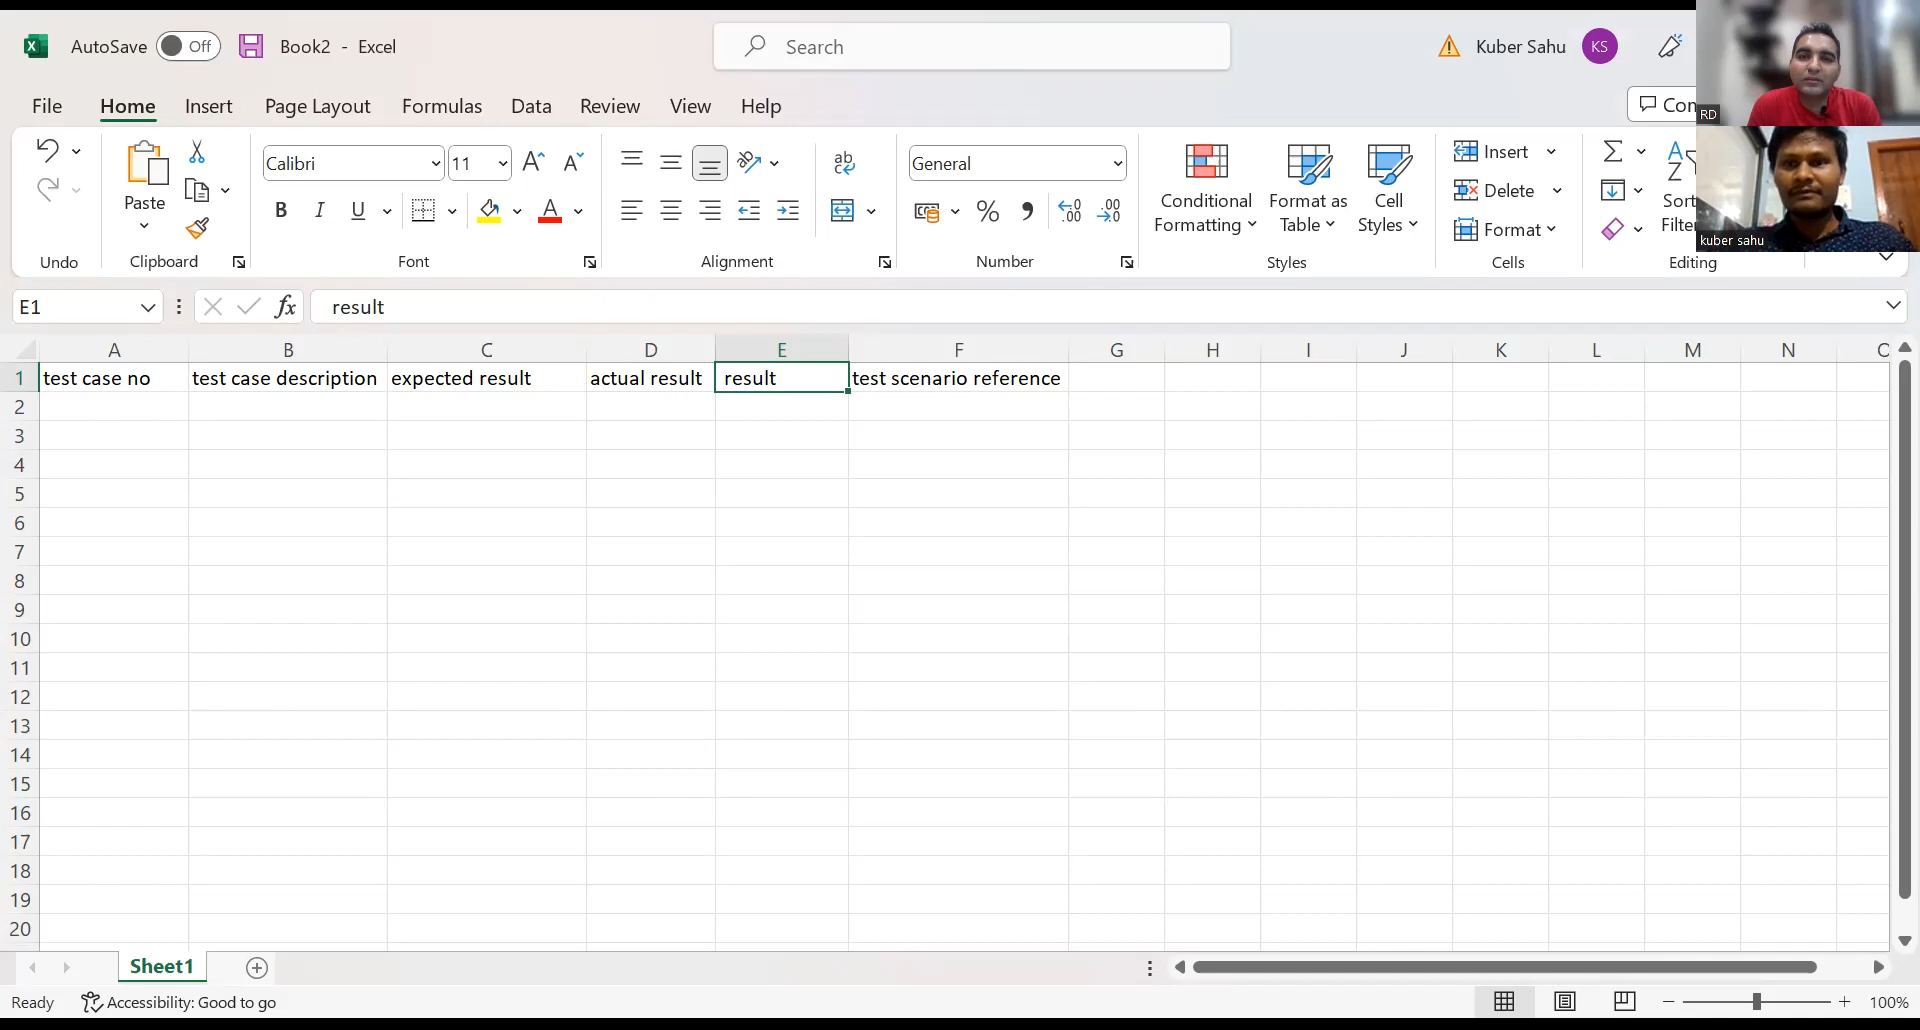 AutoSave Off Book2 - Excel Search Kuber Sahu KS
RD
File Home Insert Page Layout Formulas Data Review View Help
Calibri 11 ab c General Insert
Paste Conditional Formatting Format as Table Cell Styles Delete
B I U % , .00 .00 Format
kuber sahu
Undo Clipboard Font Alignment Number Styles Cells Editing
E1 fx result
A B C D E F G H I J K L M N
1 test case no test case description expected result actual result result test scenario reference
2
3
4
5
6
7
8
9
10
11
12
13
14
15
16
17
18
19
20
Sheet1
Ready Accessibility: Good to go 100%